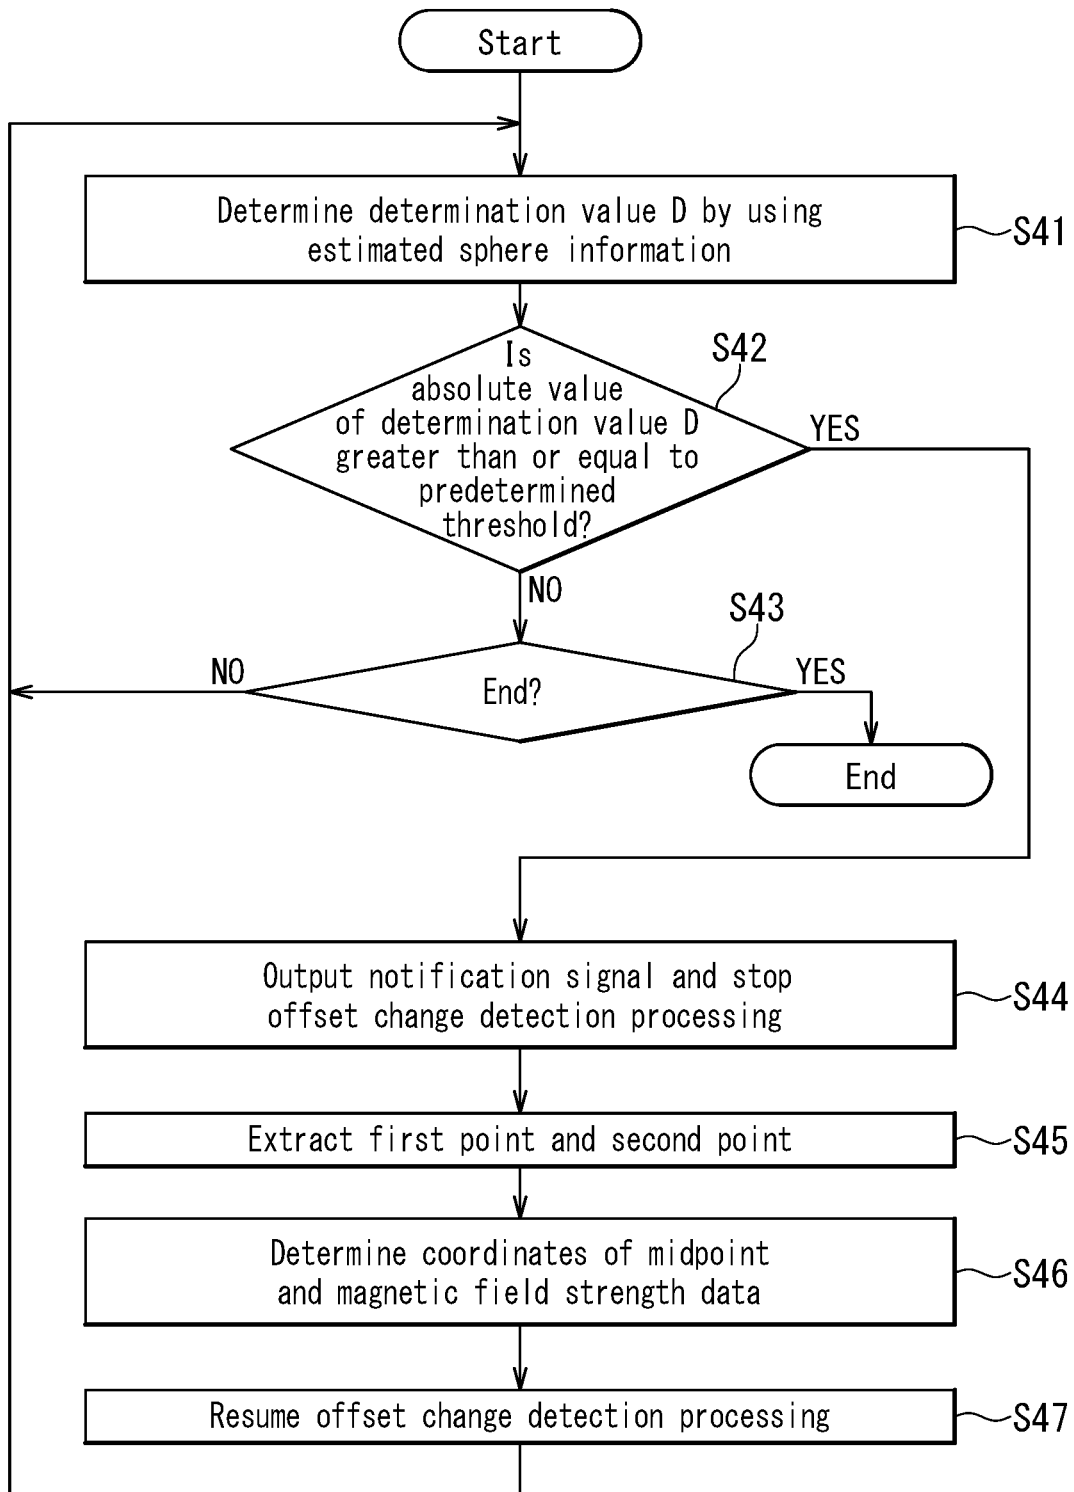 Start
Determine determination value D by using
estimated sphere information
S41
S42
Is
absolute value
of determination value D
greater than or equal to
predetermined
threshold?
YES
NO
S43
NO
End?
YES
End
Output notification signal and stop
offset change detection processing
S44
Extract first point and second point
S45
Determine coordinates of midpoint
and magnetic field strength data
S46
Resume offset change detection processing
S47